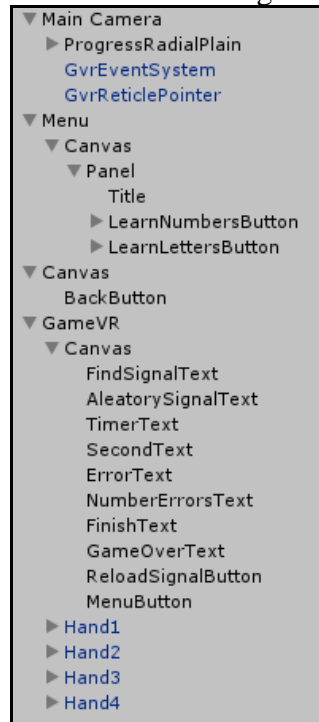 Main Camera
ProgressRadialPlain
GvrEventSystem
GvrReticlePointer
Menu
Canvas
Panel
Title
LearnNumbersButton
LearnLettersButton
Canvas
BackButton
GameVR
Canvas
FindSignalText
AleatorySignalText
TimerText
SecondText
ErrorText
NumberErrorsText
FinishText
GameOverText
ReloadSignalButton
MenuButton
Hand1
Hand2
Hand3
Hand4